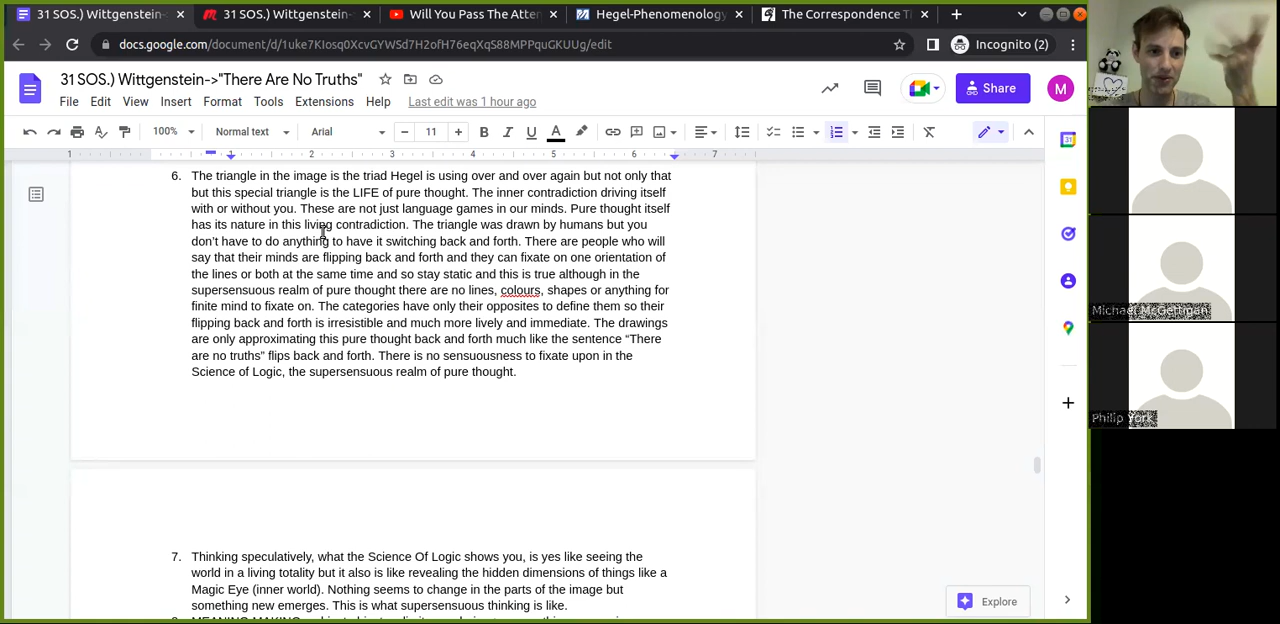 31 SOS.) Wittgenstein-
31 SOS.) Wittgenstein-
Will You Pass The Atten
Hegel-Phenomenology
The Correspondence T
docs.google.com/document/d/1uke7KIosq0XcvGYWSd7H2ofH76eqXqS88MPPquGKUUg/edit
Incognito (2)
31 SOS.) Wittgenstein->"There Are No Truths"
File Edit View Insert Format Tools Extensions Help Last edit was 1 hour ago
Share
M
100% Normal text Arial 11
1 1 2 3 4 5 6 7
6. The triangle in the image is the triad Hegel is using over and over again but not only that
but this special triangle is the LIFE of pure thought. The inner contradiction driving itself
with or without you. These are not just language games in our minds. Pure thought itself
has its nature in this living contradiction. The triangle was drawn by humans but you
don't have to do anything to have it switching back and forth. There are people who will
say that their minds are flipping back and forth and they can fixate on one orientation of
the lines or both at the same time and so stay static and this is true although in the
supersensuous realm of pure thought there are no lines, colours, shapes or anything for
finite mind to fixate on. The categories have only their opposites to define them so their
flipping back and forth is irresistible and much more lively and immediate. The drawings
are only approximating this pure thought back and forth much like the sentence “There
are no truths” flips back and forth. There is no sensuousness to fixate upon in the
Science of Logic, the supersensuous realm of pure thought.
7. Thinking speculatively, what the Science Of Logic shows you, is yes like seeing the
world in a living totality but it also is like revealing the hidden dimensions of things like a
Magic Eye (inner world). Nothing seems to change in the parts of the image but
something new emerges. This is what supersensuous thinking is like.
Explore
Michael McGettigan
Philip York